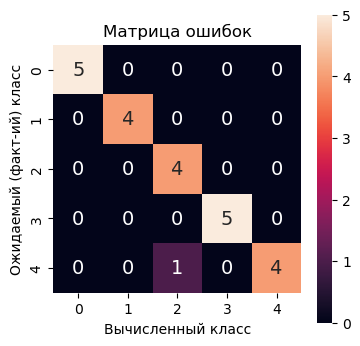 Матрица ошибок
Ожидаемый (факт-ий) класс
0 5 0 0 0 0
1 0 4 0 0 0
2 0 0 4 0 0
3 0 0 0 5 0
4 0 0 1 0 4
0 1 2 3 4
Вычисленный класс
5
4
3
2
1
0